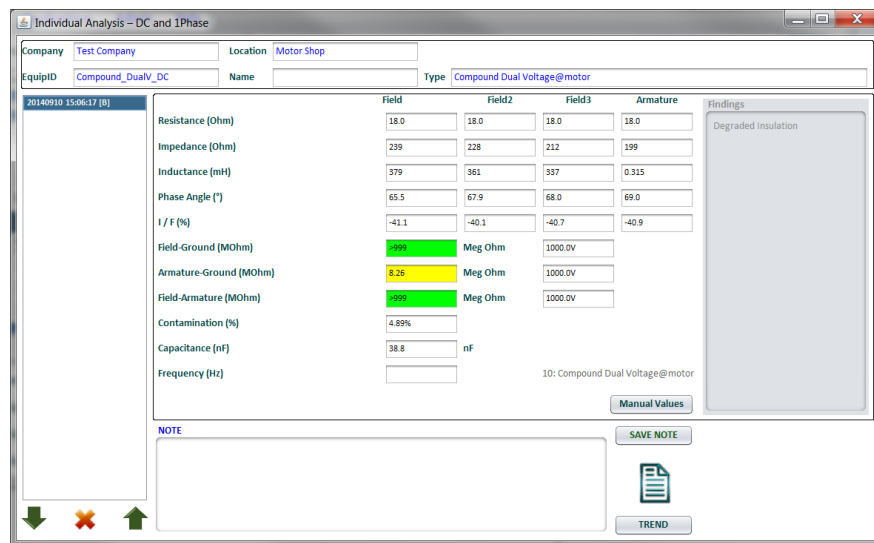 Individual Analysis – DC and 1Phase
Company Test Company Location Motor Shop
EquipID Compound_DualV_DC Name Type Compound Dual Voltage@motor
20140910 15:06:17 [B]
Field Field2 Field3 Armature
Resistance (Ohm) 18.0 18.0 18.0 18.0
Impedance (Ohm) 239 228 212 199
Inductance (mH) 379 361 337 0.315
Phase Angle (°) 65.5 67.9 68.0 69.0
I / F (%) -41.1 -40.1 -40.7 -40.9
Field-Ground (MOhm) >999 Meg Ohm 1000.0V
Armature-Ground (MOhm) 8.26 Meg Ohm 1000.0V
Field-Armature (MOhm) >999 Meg Ohm 1000.0V
Contamination (%) 4.89%
Capacitance (nF) 38.8 nF
Frequency (Hz) 10: Compound Dual Voltage@motor
Manual Values
Findings
Degraded Insulation
NOTE
SAVE NOTE
TREND